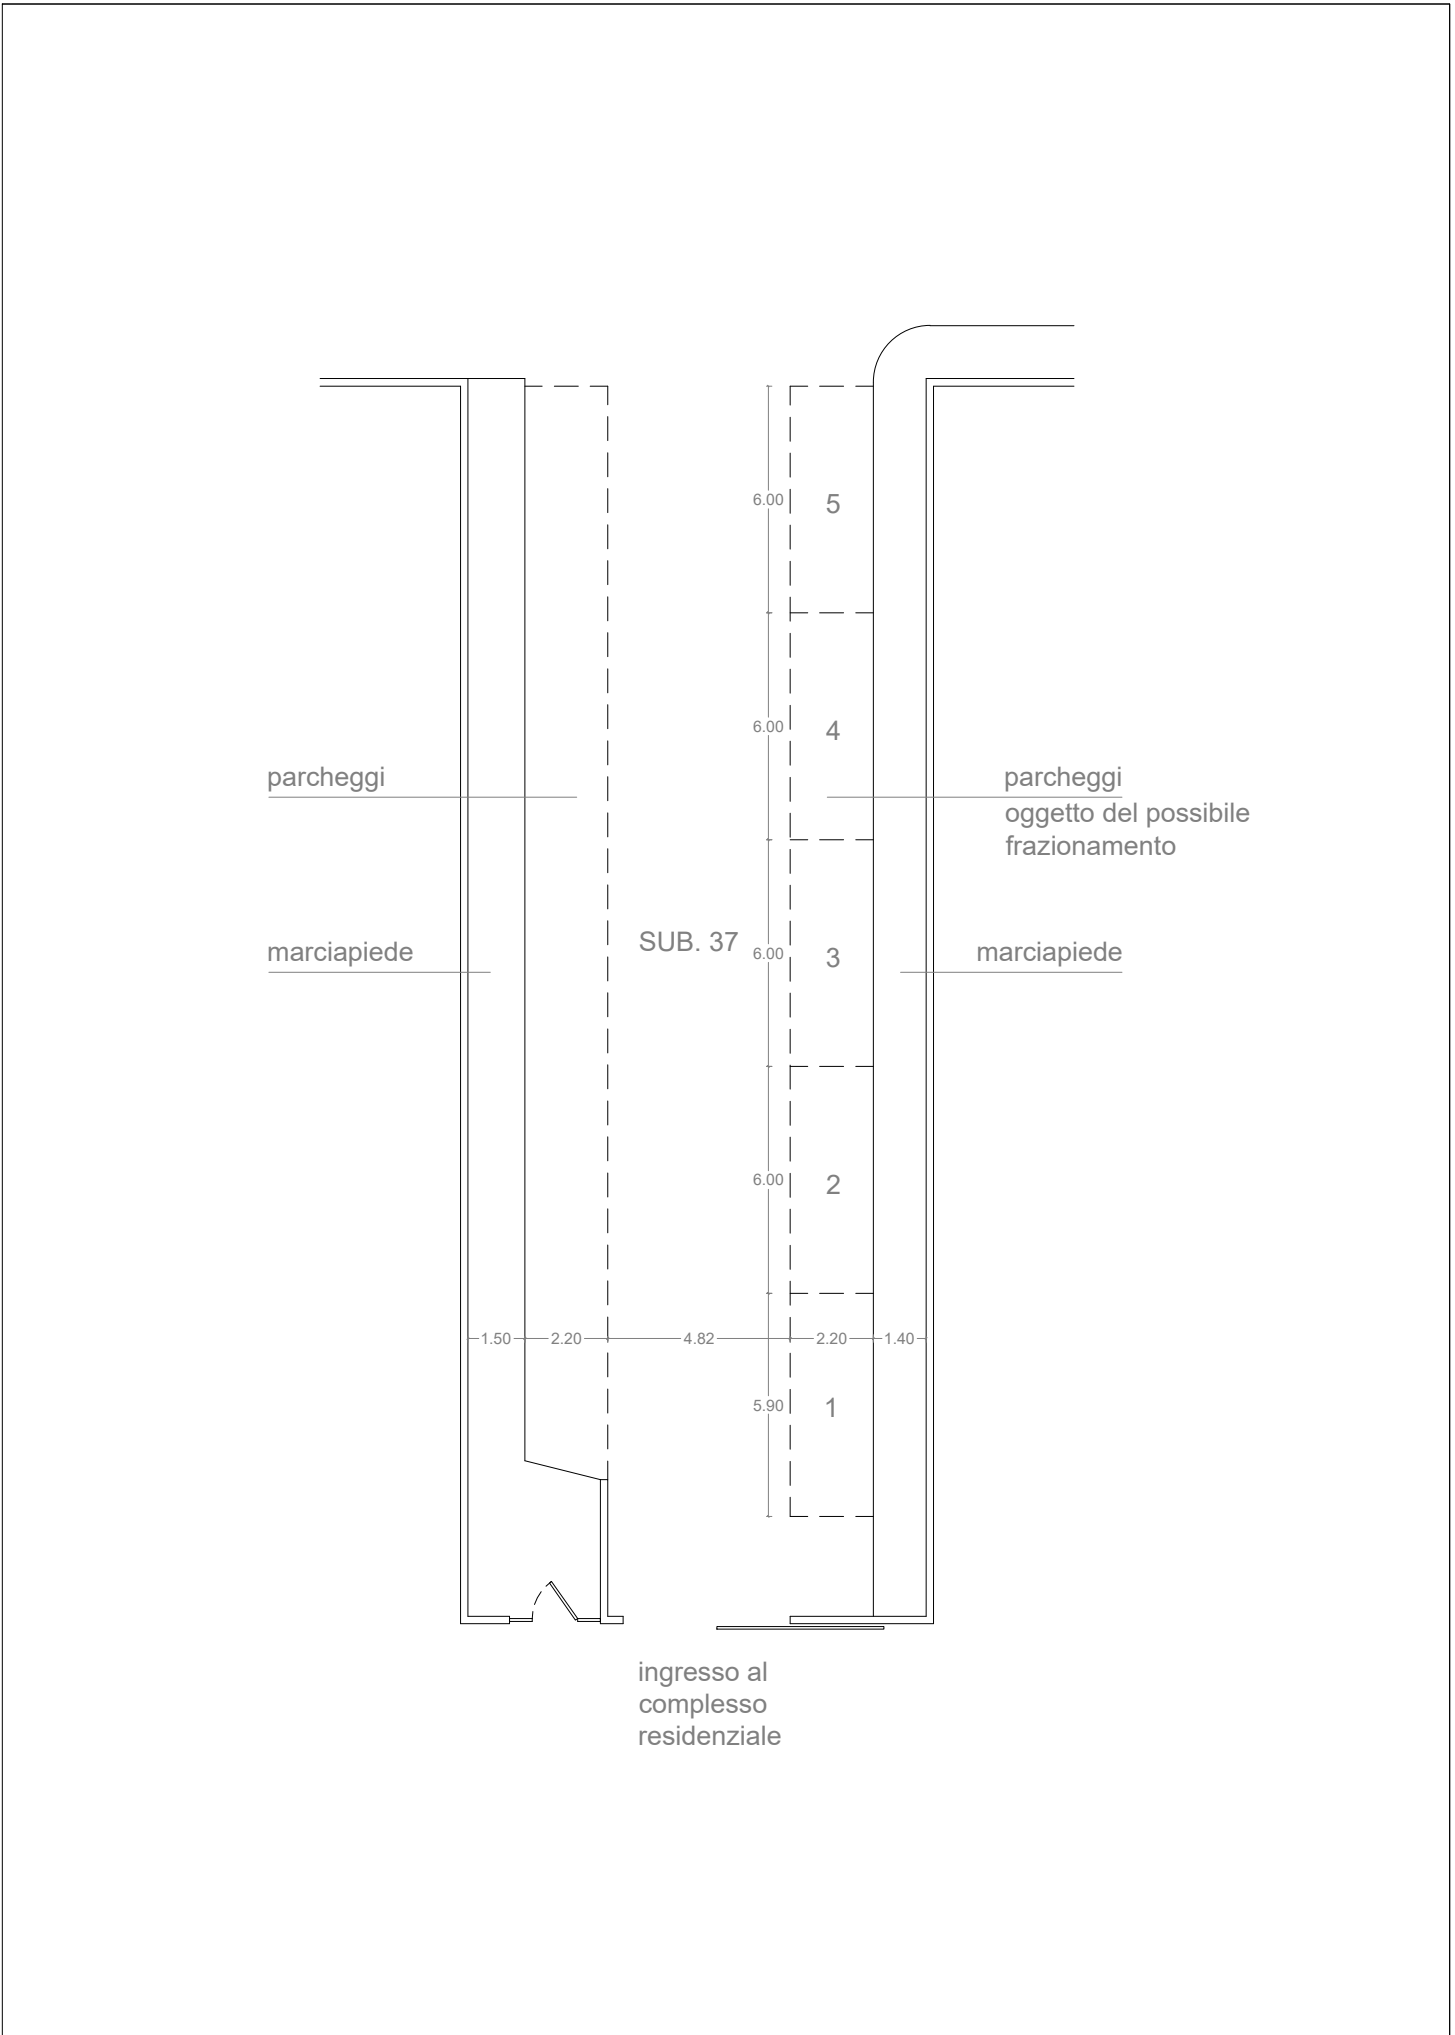 6.00
5
6.00
4
parcheggi
parcheggi
oggetto del possibile
frazionamento
SUB. 37
6.00
3
marciapiede
marciapiede
6.00
2
1.50
2.20
4.82
2.20
1.40
5.90
1
ingresso al
complesso
residenziale